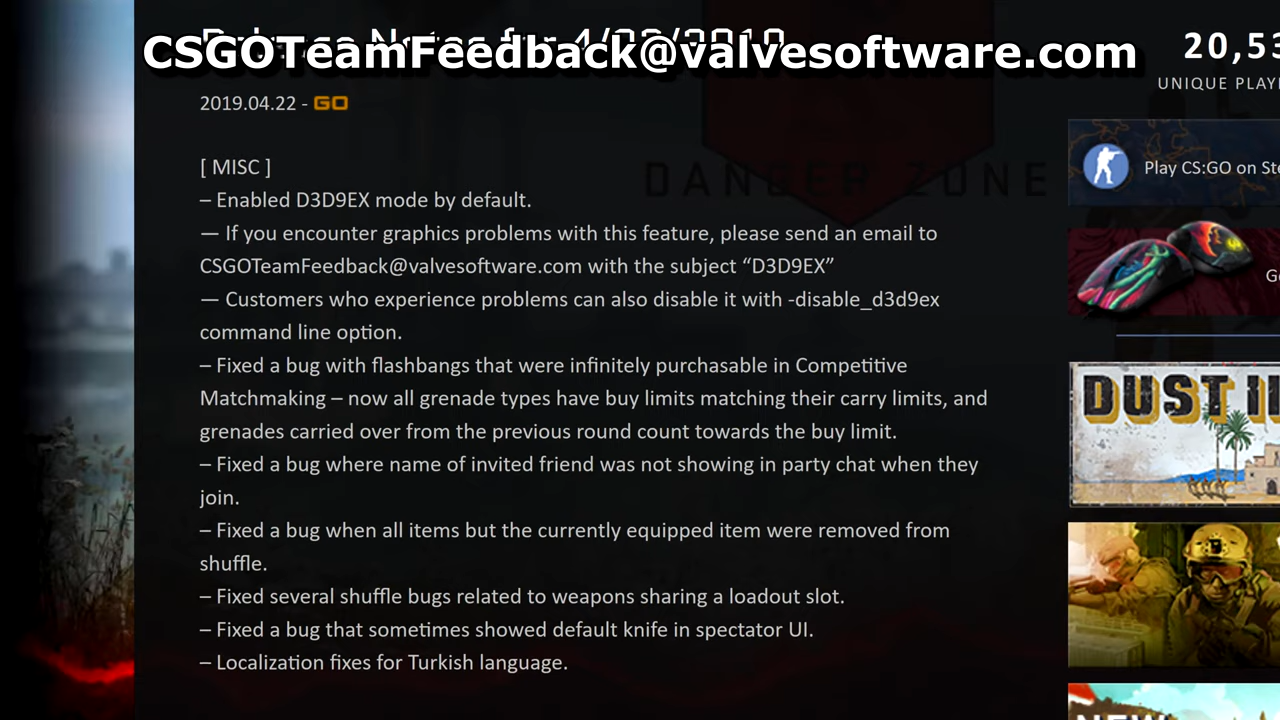 CSGOTeamFeedback@valvesoftware.com
2019.04.22 - GO
[ MISC ]
– Enabled D3D9EX mode by default.
— If you encounter graphics problems with this feature, please send an email to
CSGOTeamFeedback@valvesoftware.com with the subject “D3D9EX”
— Customers who experience problems can also disable it with -disable_d3d9ex
command line option.
– Fixed a bug with flashbangs that were infinitely purchasable in Competitive
Matchmaking – now all grenade types have buy limits matching their carry limits, and
grenades carried over from the previous round count towards the buy limit.
– Fixed a bug where name of invited friend was not showing in party chat when they
join.
– Fixed a bug when all items but the currently equipped item were removed from
shuffle.
– Fixed several shuffle bugs related to weapons sharing a loadout slot.
– Fixed a bug that sometimes showed default knife in spectator UI.
– Localization fixes for Turkish language.
DANGER ZONE
20,53
UNIQUE PLAY
Play CS:GO on Ste
DUST II